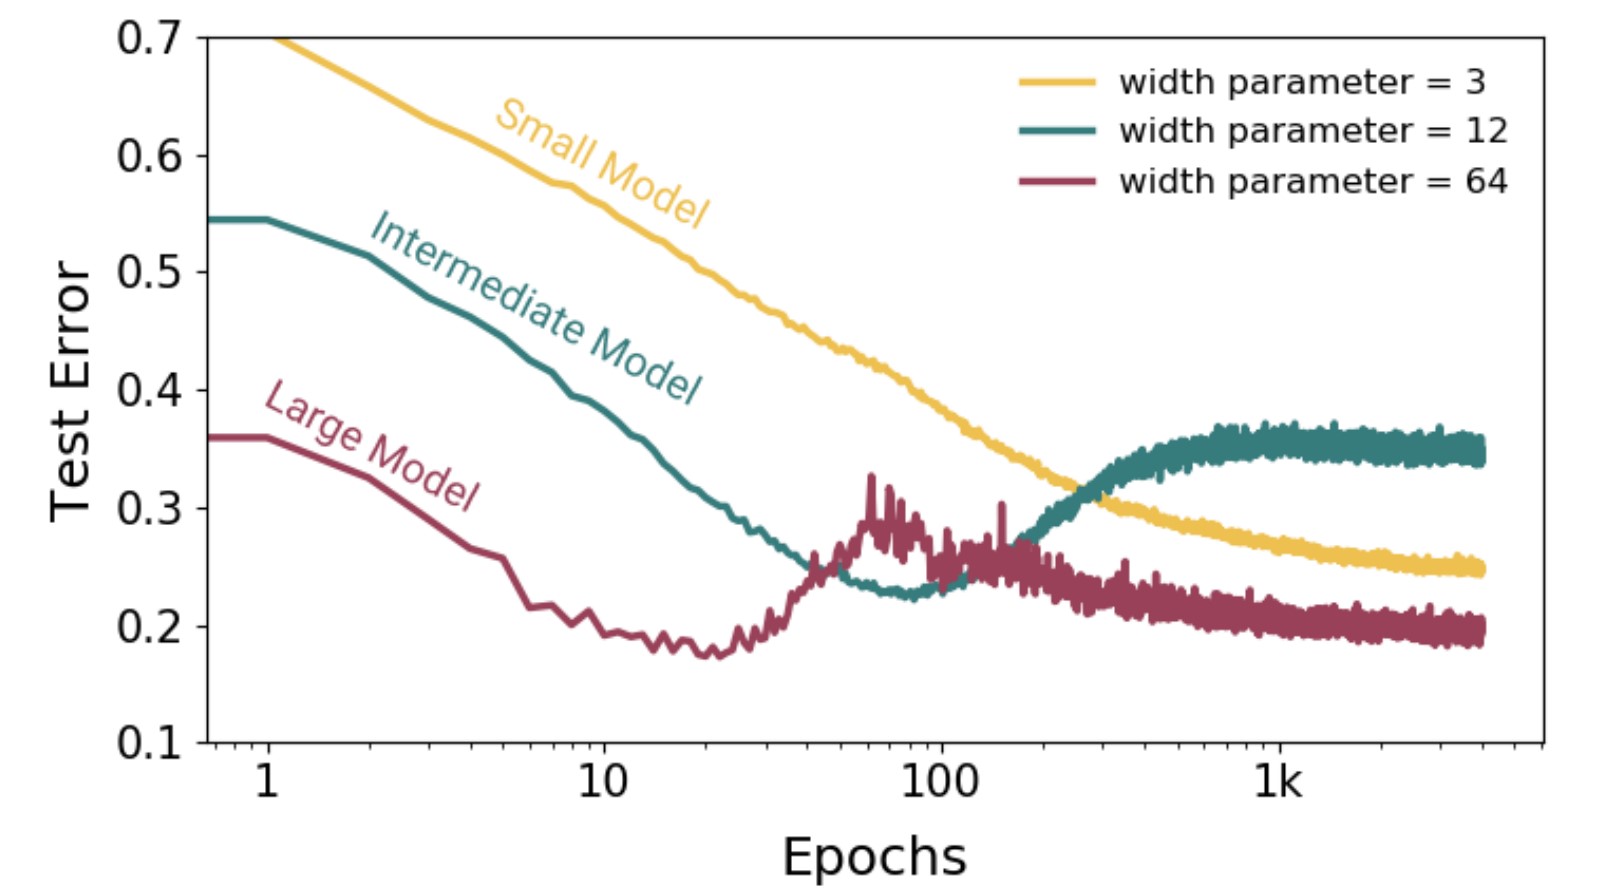 0.7
0.6
0.5
0.4
0.3
0.2
0.1
Test Error
width parameter = 3
width parameter = 12
width parameter = 64
Small Model
Intermediate Model
Large Model
1 10 100 1k
Epochs